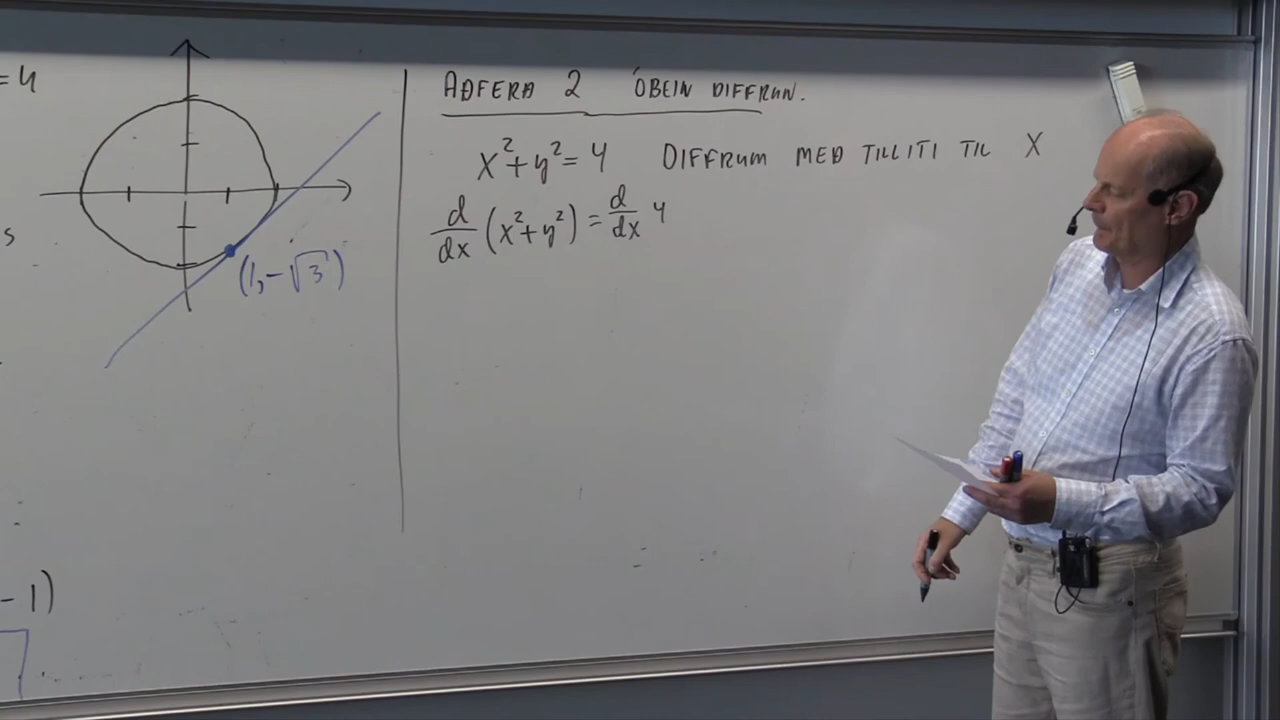 =4
s
(1,-√3)
-1)
AÐFERÐ 2 ÓBEIN DIFFRUN.
x²+y²=4 DIFFRUM MEÐ TILLITI TIL X
d/dx (x²+y²) = d/dx 4